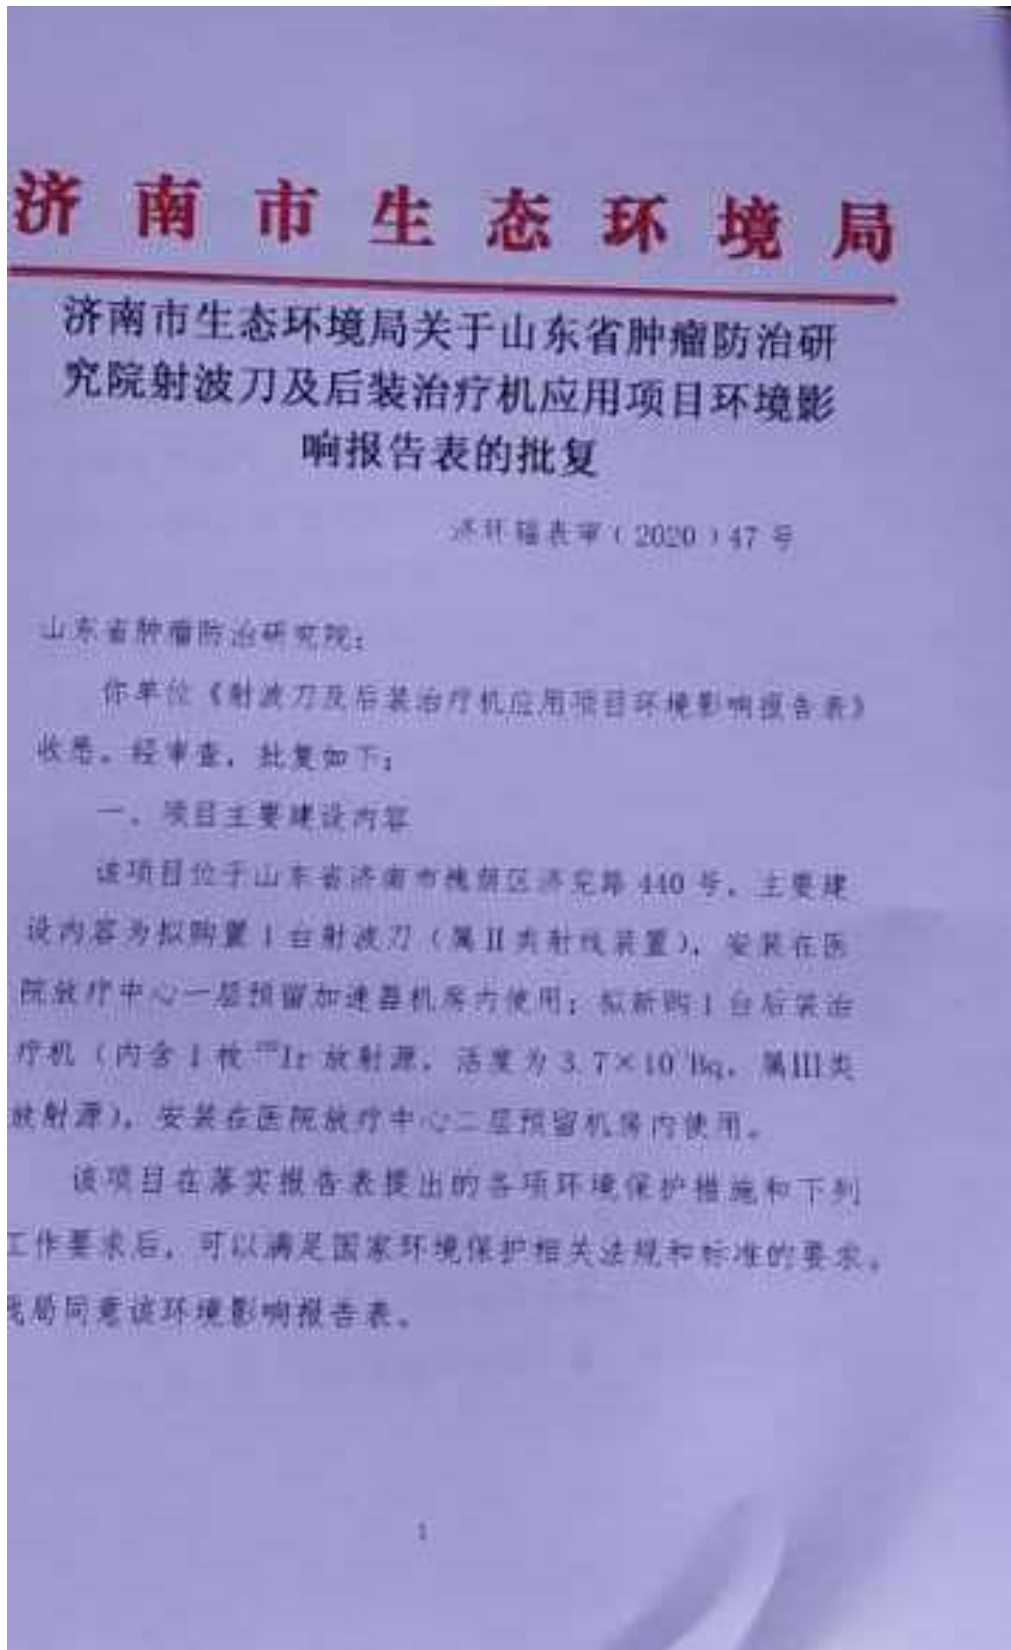 济南市生态环境局
济南市生态环境局关于山东省肿瘤防治研
究院射波刀及后装治疗机应用项目环境影
响报告表的批复
济环辐表审（2020）47 号
山东省肿瘤防治研究院：
你单位《射波刀及后装治疗机应用项目环境影响报告表》
收悉。经审查，批复如下：
一、项目主要建设内容
该项目位于山东省济南市槐荫区济兖路 440 号，主要建
设内容为拟购置 1 台射波刀（属II类射线装置），安装在医
院放疗中心一层预留加速器机房内使用；拟新购 1 台后装治
疗机（内含 1 枚 Ir 放射源，活度为 3.7×10 Bq，属III类
放射源），安装在医院放疗中心二层预留机房内使用。
该项目在落实报告表提出的各项环境保护措施和下列
工作要求后，可以满足国家环境保护相关法规和标准的要求。
我局同意该环境影响报告表。
1